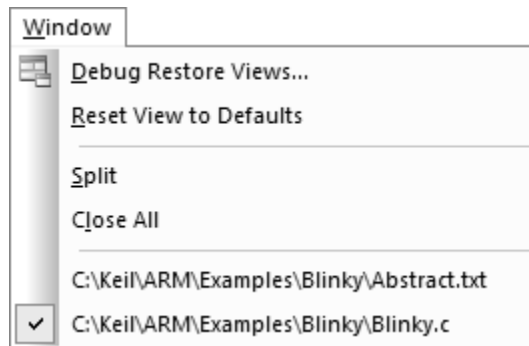 Window
Debug Restore Views...
Reset View to Defaults
Split
Close All
C:\Keil\ARM\Examples\Blinky\Abstract.txt
C:\Keil\ARM\Examples\Blinky\Blinky.c